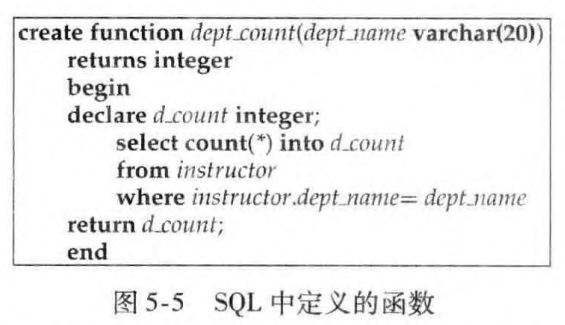 create function dept_count(dept_name varchar(20))
returns integer
begin
declare d_count integer;
select count(*) into d_count
from instructor
where instructor.dept_name= dept_name
return d_count;
end
图 5-5 SQL 中定义的函数